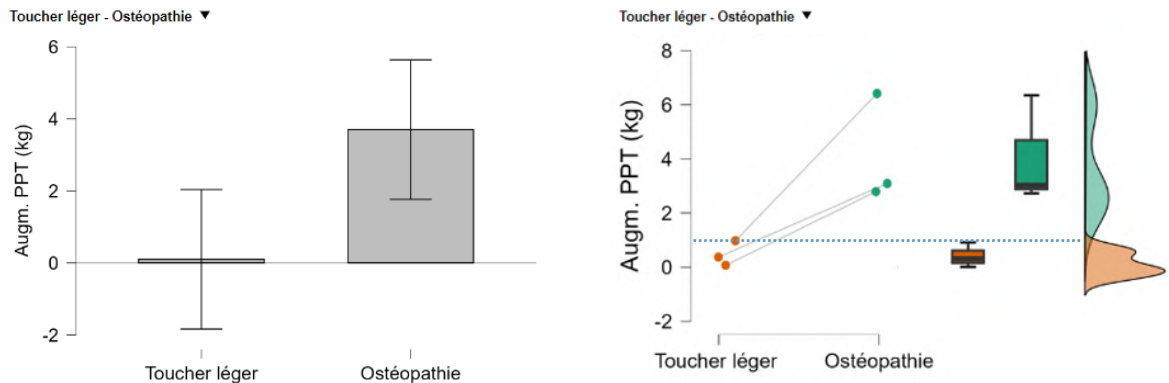 Toucher léger - Ostéopathie ▼
Augm. PPT (kg)
6
4
2
0
-2
Toucher léger
Ostéopathie
Toucher léger - Ostéopathie ▼
Augm. PPT (kg)
8
6
4
2
0
-2
Toucher léger
Ostéopathie